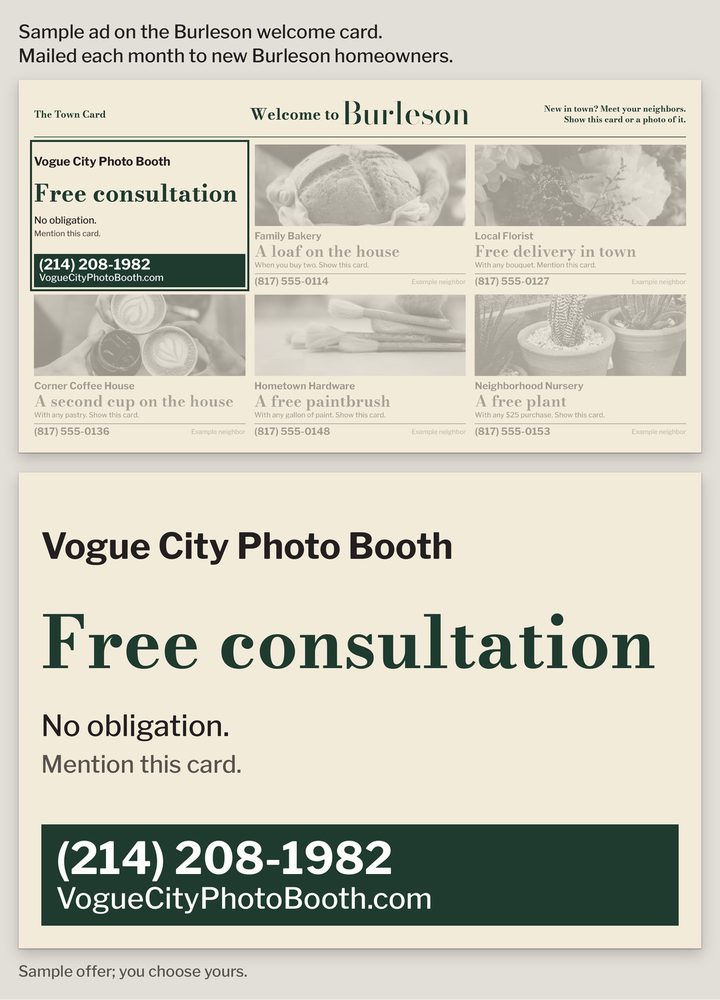 Sample ad on the Burleson welcome card.
Mailed each month to new Burleson homeowners.
The Town Card
Welcome to Burleson
New in town? Meet your neighbors.
Show this card or a photo of it.
Vogue City Photo Booth
Free consultation
No obligation.
Mention this card.
(214) 208-1982
VogueCityPhotoBooth.com
Family Bakery
A loaf on the house
When you buy two. Show this card.
(817) 555-0114
Example neighbor
Local Florist
Free delivery in town
With any bouquet. Mention this card.
(817) 555-0127
Example neighbor
Corner Coffee House
A second cup on the house
With any pastry. Show this card.
(817) 555-0136
Example neighbor
Hometown Hardware
A free paintbrush
With any gallon of paint. Show this card.
(817) 555-0148
Example neighbor
Neighborhood Nursery
A free plant
With any $25 purchase. Show this card.
(817) 555-0153
Example neighbor
Vogue City Photo Booth
Free consultation
No obligation.
Mention this card.
(214) 208-1982
VogueCityPhotoBooth.com
Sample offer; you choose yours.